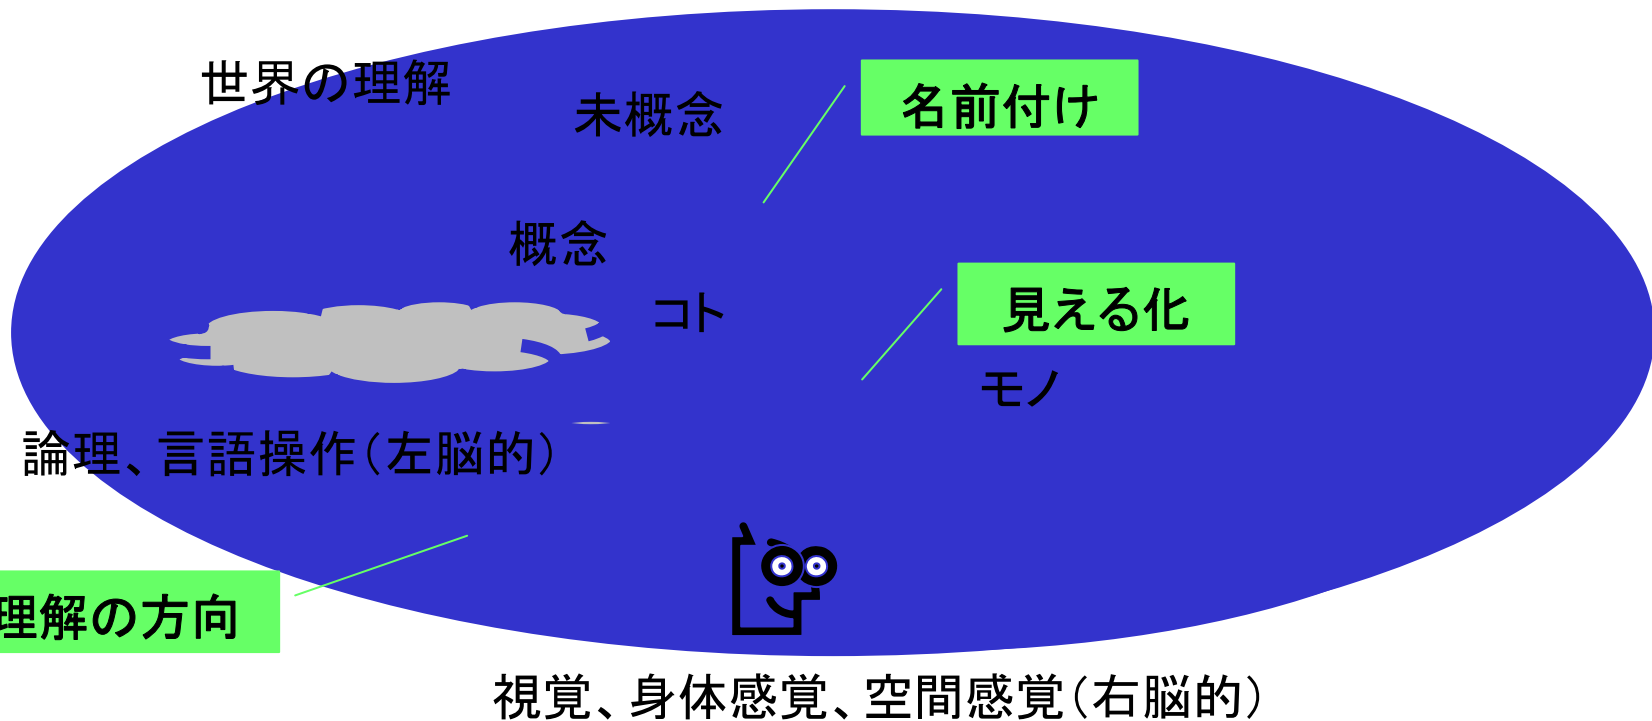 世界の理解
未概念
名前付け
概念
コト
見える化
モノ
論理、言語操作(左脳的)
理解の方向
視覚、身体感覚、空間感覚(右脳的)